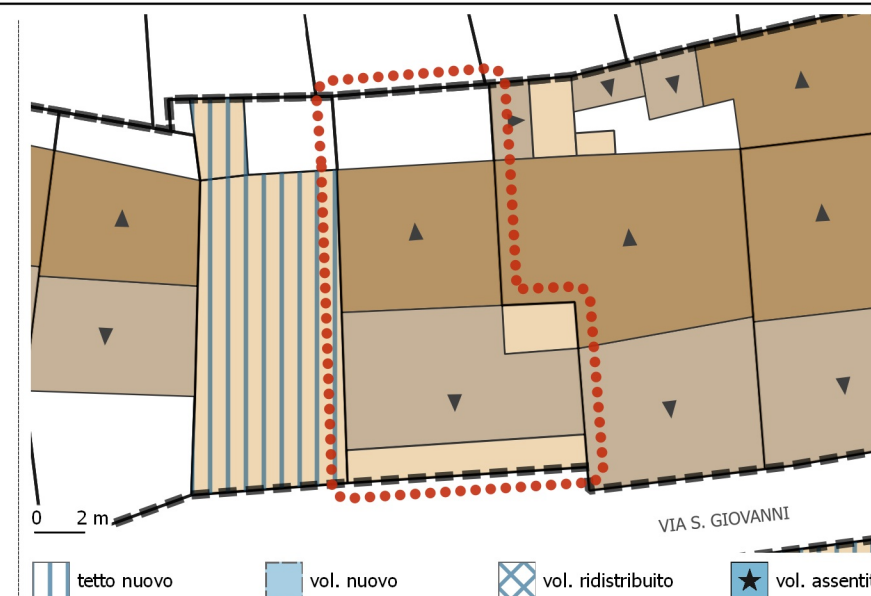 VIA S. GIOVANNI
0 2 m
tetto nuovo vol. nuovo vol. ridistribuito vol. assentit